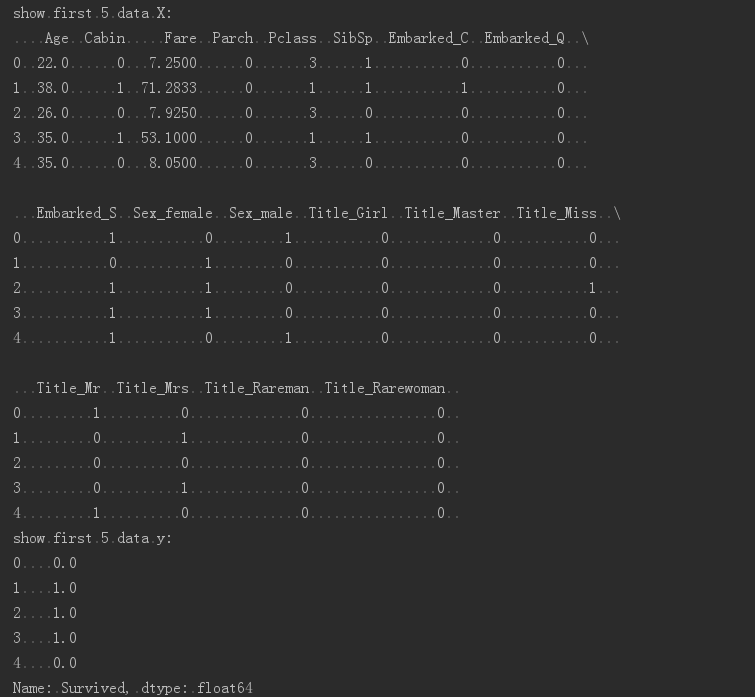 show first 5 data X:
    Age  Cabin     Fare  Parch  Pclass  SibSp  Embarked_C  Embarked_Q  \
0  22.0      0   7.2500      0       3      1           0           0   
1  38.0      1  71.2833      0       1      1           1           0   
2  26.0      0   7.9250      0       3      0           0           0   
3  35.0      1  53.1000      0       1      1           0           0   
4  35.0      0   8.0500      0       3      0           0           0   
   Embarked_S  Sex_female  Sex_male  Title_Girl  Title_Master  Title_Miss  \
0           1           0         1           0             0           0   
1           0           1         0           0             0           0   
2           1           1         0           0             0           1   
3           1           1         0           0             0           0   
4           1           0         1           0             0           0   
   Title_Mr  Title_Mrs  Title_Rareman  Title_Rarewoman  
0         1          0              0                0  
1         0          1              0                0  
2         0          0              0                0  
3         0          1              0                0  
4         1          0              0                0  
show first 5 data y:
0    0.0
1    1.0
2    1.0
3    1.0
4    0.0
Name: Survived, dtype: float64